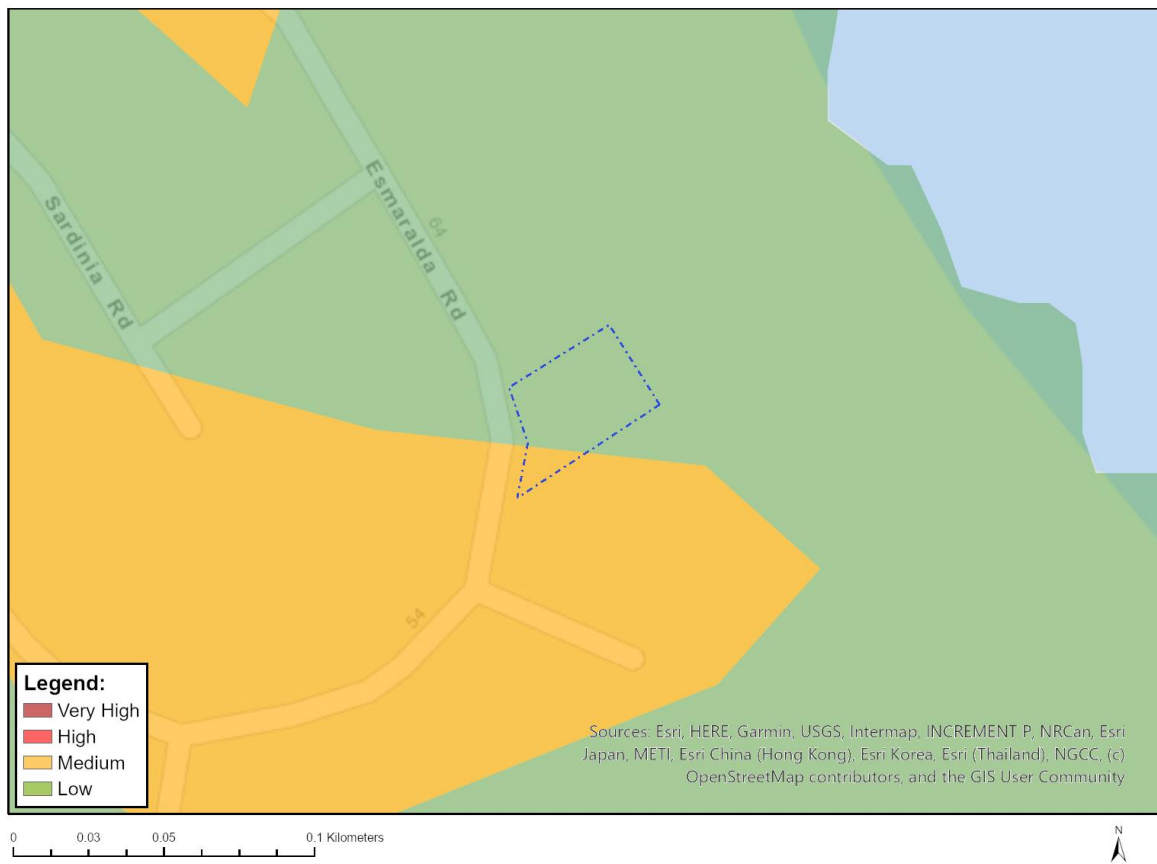 Esmaralda Rd
64
Sardinia Rd
54
Legend:
Very High
High
Medium
Low
Sources: Esri, HERE, Garmin, USGS, Intermap, INCREMENT P, NRCan, Esri
Japan, METI, Esri China (Hong Kong), Esri Korea, Esri (Thailand), NGCC, (c)
OpenStreetMap contributors, and the GIS User Community
0 0.03 0.05 0.1 Kilometers
N